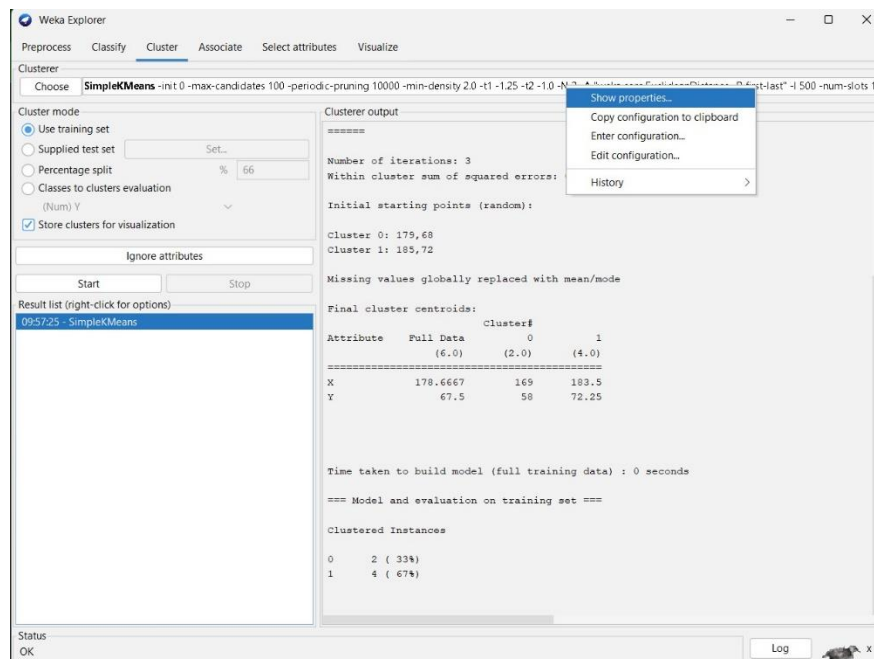 Weka Explorer
Preprocess Classify Cluster Associate Select attributes Visualize
Clusterer
Choose SimpleKMeans -init 0 -max-candidates 100 -periodic-pruning 10000 -min-density 2.0 -t1 -1.25 -t2 -1.0 first-last" -I 500 -num-slots 1
Show properties...
Copy configuration to clipboard
Enter configuration...
Edit configuration...
History
Cluster mode
Use training set
Supplied test set Set...
Percentage split % 66
Classes to clusters evaluation
(Num) Y
Store clusters for visualization
Ignore attributes
Start Stop
Result list (right-click for options)
09:57:25 - SimpleKMeans
Clusterer output
======
Number of iterations: 3
Within cluster sum of squared errors:
Initial starting points (random):
Cluster 0: 179,68
Cluster 1: 185,72
Missing values globally replaced with mean/mode
Final cluster centroids:
Cluster#
Attribute Full Data 0 1
(6.0) (2.0) (4.0)
============================================
X 178.6667 169 183.5
Y 67.5 58 72.25
Time taken to build model (full training data) : 0 seconds
=== Model and evaluation on training set ===
Clustered Instances
0 2 ( 33%)
1 4 ( 67%)
Status
OK
Log
x